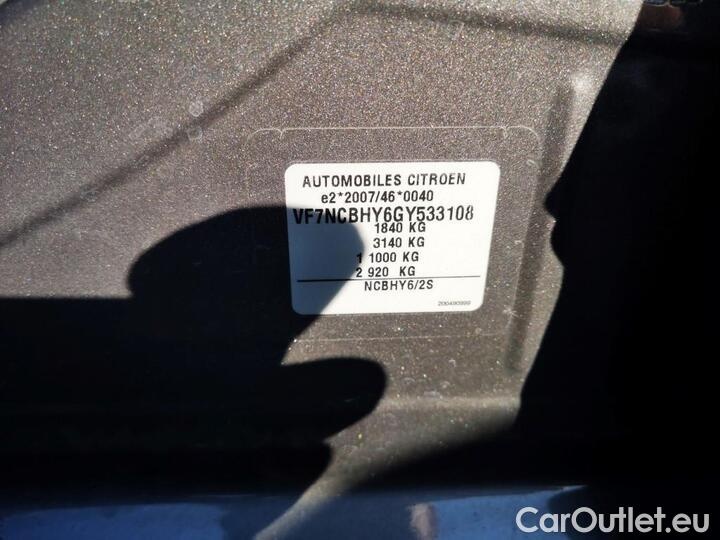 AUTOMOBILES CITROEN
e2*2007/46*0040
VF7NCBHY6GY533108
1840 KG
3140 KG
1 1000 KG
2 920 KG
NCBHY6/2S
200490999
CarOutlet.eu